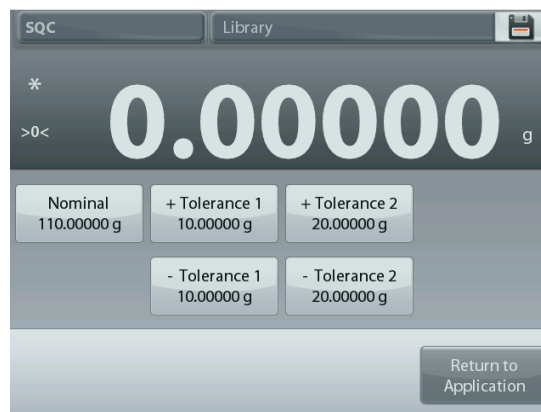 SQC
Library
*
>0<
0.00000 g
Nominal
110.00000 g
+ Tolerance 1
10.00000 g
+ Tolerance 2
20.00000 g
- Tolerance 1
10.00000 g
- Tolerance 2
20.00000 g
Return to
Application